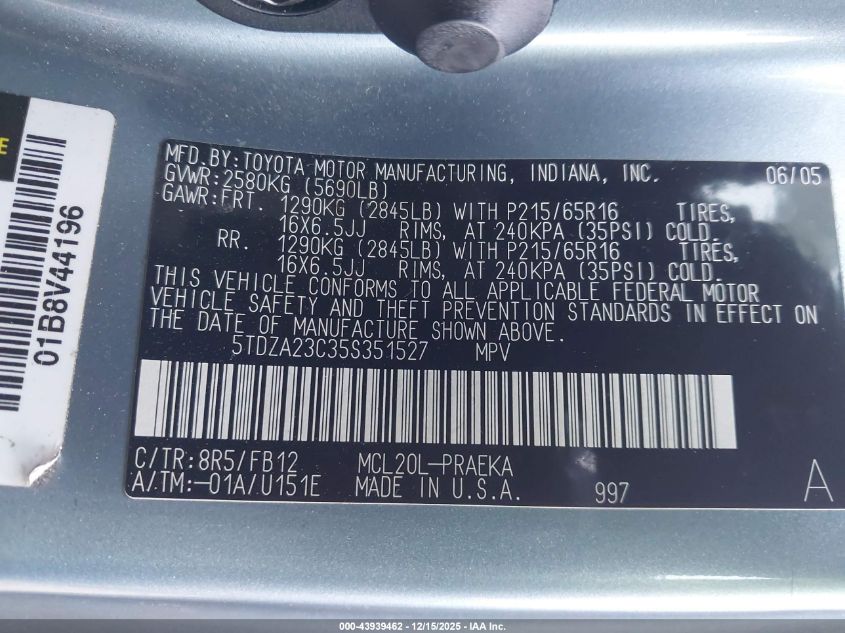 E
01B8V44196
MFD.BY:TOYOTA MOTOR MANUFACTURING, INDIANA, INC. 06/05
GVWR:2580KG (5690LB)
GAWR:FRT. 1290KG (2845LB) WITH P215/65R16 TIRES,
16X6.5JJ RIMS, AT 240KPA (35PSI) COLD.
RR. 1290KG (2845LB) WITH P215/65R16 TIRES,
16X6.5JJ RIMS, AT 240KPA (35PSI) COLD.
THIS VEHICLE CONFORMS TO ALL APPLICABLE FEDERAL MOTOR
VEHICLE SAFETY AND THEFT PREVENTION STANDARDS IN EFFECT ON
THE DATE OF MANUFACTURE SHOWN ABOVE.
5TDZA23C35S351527 MPV
C/TR:8R5/FB12 MCL20L-PRAEKA
A/TM:-01A/U151E MADE IN U.S.A. 997 A
000-43939462 - 12/15/2025 - IAA Inc.